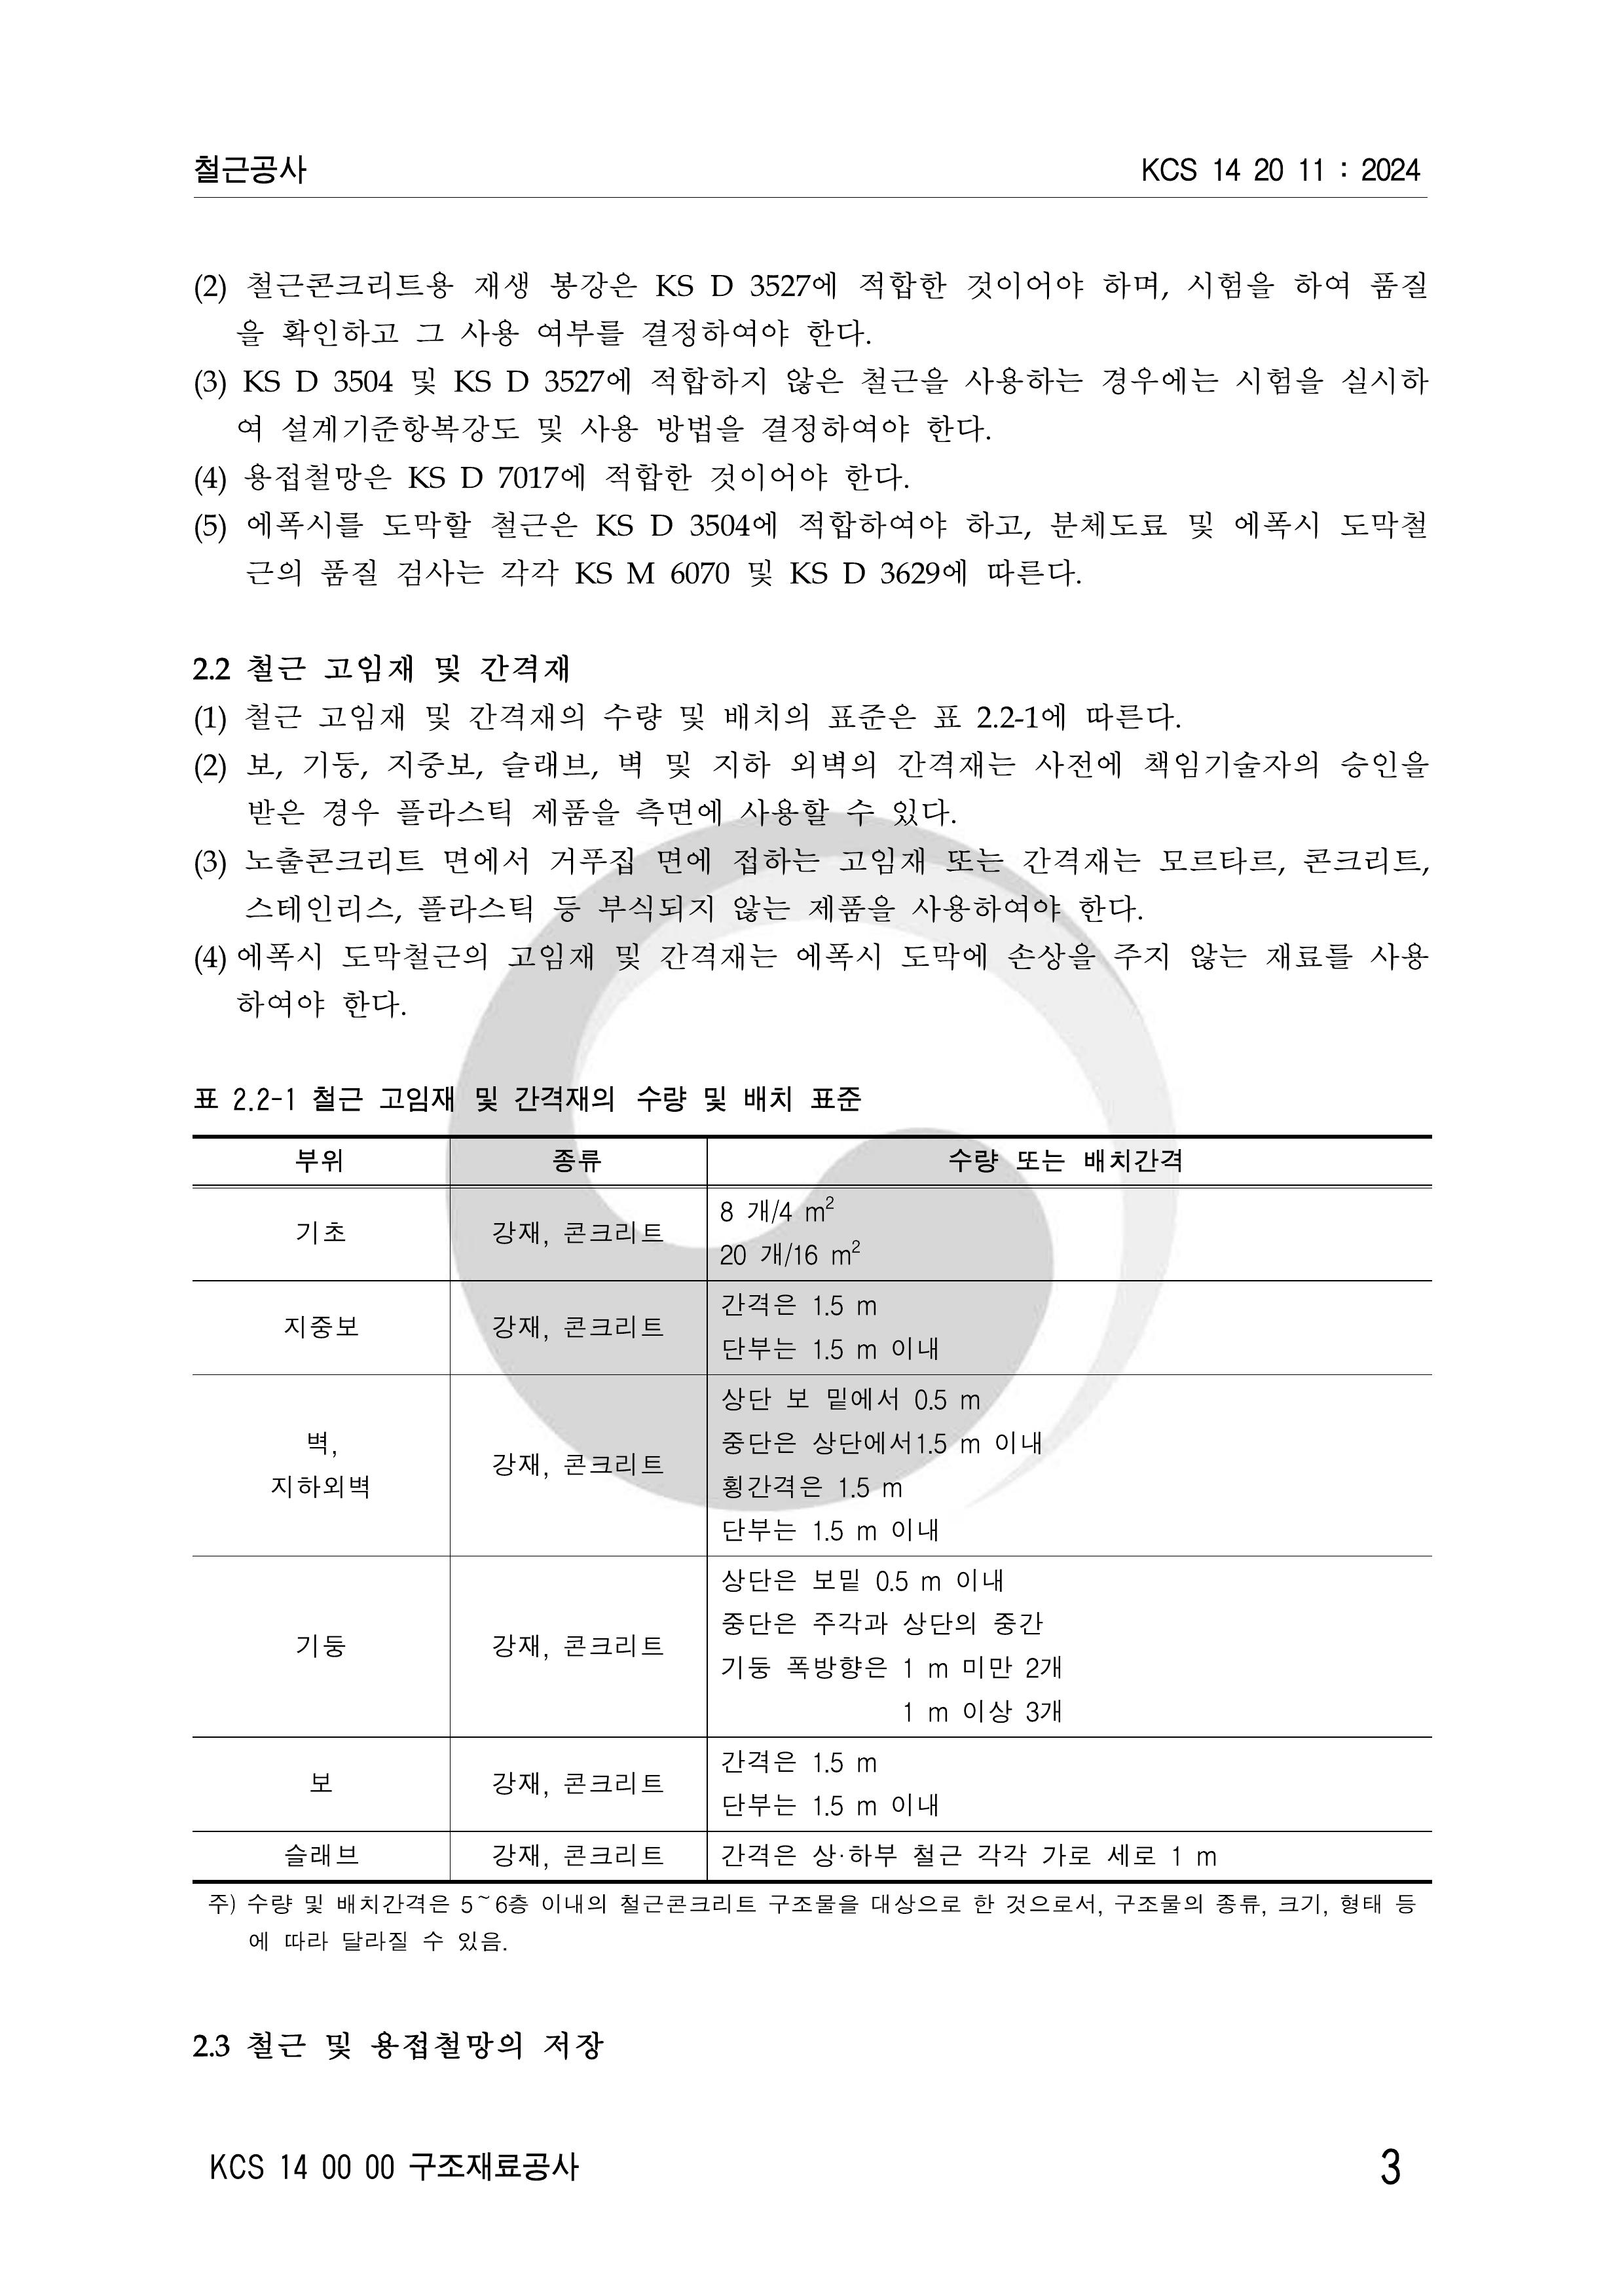 철근공사
KCS 14 20 11 : 2024
(2) 철근콘크리트용 재생 봉강은 KS D 3527에 적합한 것이어야 하며, 시험을 하여 품질
을 확인하고 그 사용 여부를 결정하여야 한다.
(3) KS D 3504 및 KS D 3527에 적합하지 않은 철근을 사용하는 경우에는 시험을 실시하
여 설계기준항복강도 및 사용 방법을 결정하여야 한다.
(4) 용접철망은 KS D 7017에 적합한 것이어야 한다.
(5) 에폭시를 도막할 철근은 KS D 3504에 적합하여야 하고, 분체도료 및 에폭시 도막철
근의 품질 검사는 각각 KS M 6070 및 KS D 3629에 따른다.
2.2 철근 고임재 및 간격재
(1) 철근 고임재 및 간격재의 수량 및 배치의 표준은 표 2.2-1에 따른다.
(2) 보, 기둥, 지중보, 슬래브, 벽 및 지하 외벽의 간격재는 사전에 책임기술자의 승인을
받은 경우 플라스틱 제품을 측면에 사용할 수 있다.
(3) 노출콘크리트 면에서 거푸집 면에 접하는 고임재 또는 간격재는 모르타르, 콘크리트,
스테인리스, 플라스틱 등 부식되지 않는 제품을 사용하여야 한다.
(4) 에폭시 도막철근의 고임재 및 간격재는 에폭시 도막에 손상을 주지 않는 재료를 사용
하여야 한다.
표 2.2-1 철근 고임재 및 간격재의 수량 및 배치 표준
부위 종류 수량 또는 배치간격
기초 강재, 콘크리트
8 개/4 m²
20 개/16 m²
지중보 강재, 콘크리트
간격은 1.5 m
단부는 1.5 m 이내
벽,
지하외벽
강재, 콘크리트
상단 보 밑에서 0.5 m
중단은 상단에서1.5 m 이내
횡간격은 1.5 m
단부는 1.5 m 이내
기둥 강재, 콘크리트
상단은 보밑 0.5 m 이내
중단은 주각과 상단의 중간
기둥 폭방향은 1 m 미만 2개
1 m 이상 3개
보 강재, 콘크리트
간격은 1.5 m
단부는 1.5 m 이내
슬래브 강재, 콘크리트 간격은 상·하부 철근 각각 가로 세로 1 m
주) 수량 및 배치간격은 5~6층 이내의 철근콘크리트 구조물을 대상으로 한 것으로서, 구조물의 종류, 크기, 형태 등
에 따라 달라질 수 있음.
2.3 철근 및 용접철망의 저장
KCS 14 00 00 구조재료공사
3